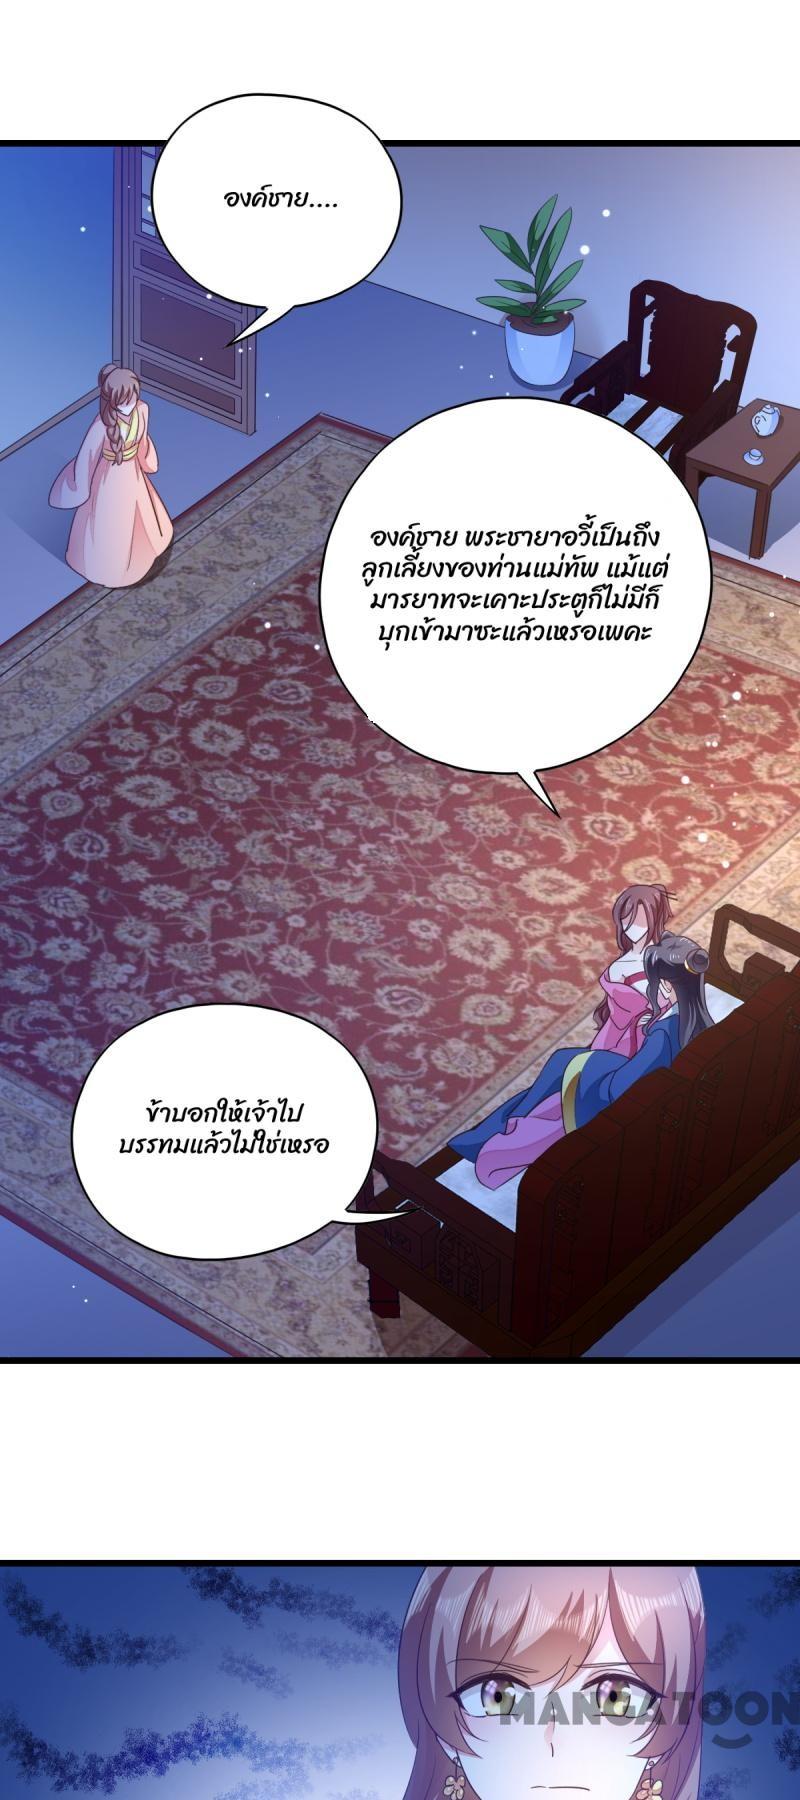 องค์ชาย....
องค์ชาย พระชายาอวี้เป็นถึง
ลูกเลี้ยงของท่านแม่ทัพ แม้แต่
มารยาทจะเคาะประตูก็ไม่มีก็
บุกเข้ามาซะแล้วเหรอเพคะ
ข้าบอกให้เจ้าไป
บรรทมแล้วไม่ใช่เหรอ
MANGATOON